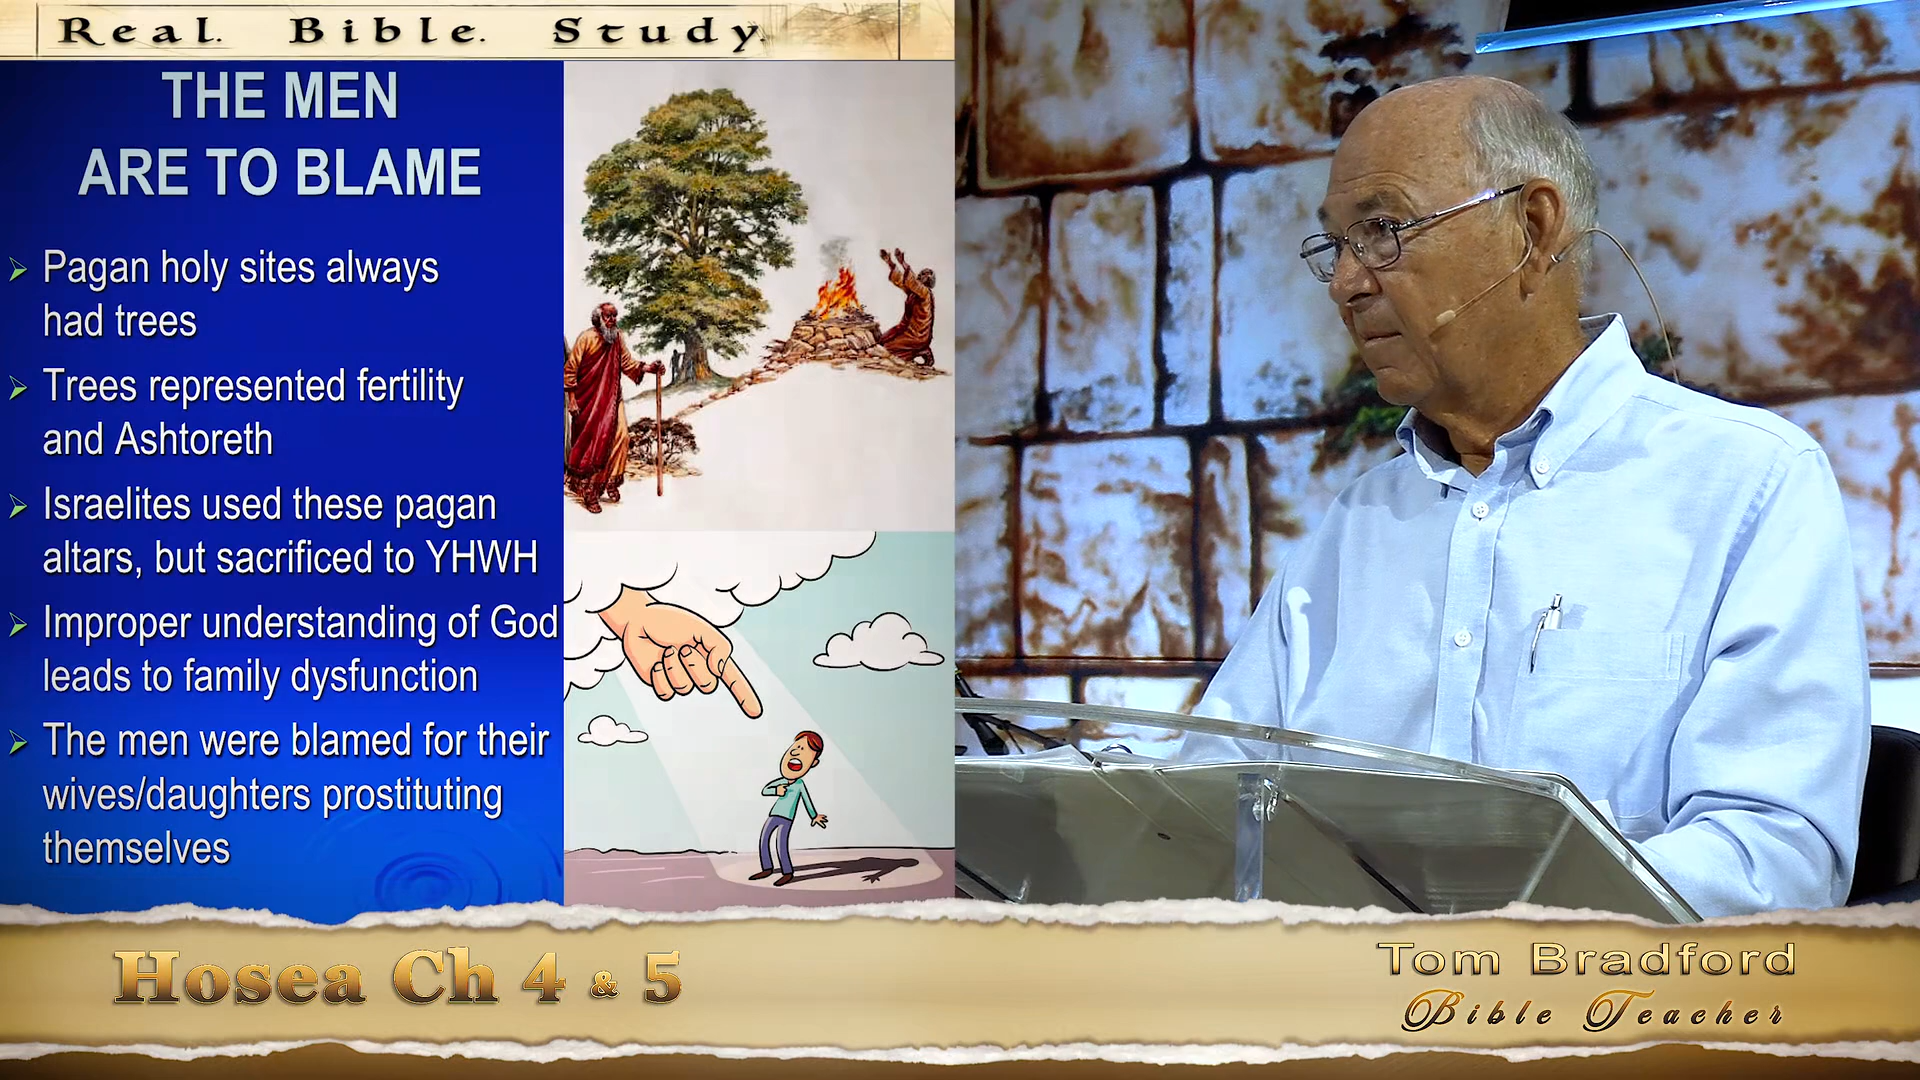 Real. Bible. Study.
THE MEN
ARE TO BLAME
Pagan holy sites always
had trees
Trees represented fertility
and Ashtoreth
Israelites used these pagan
altars, but sacrificed to YHWH
Improper understanding of God
leads to family dysfunction
The men were blamed for their
wives/daughters prostituting
themselves
Hosea Ch 4 & 5
Tom Bradford
Bible Teacher